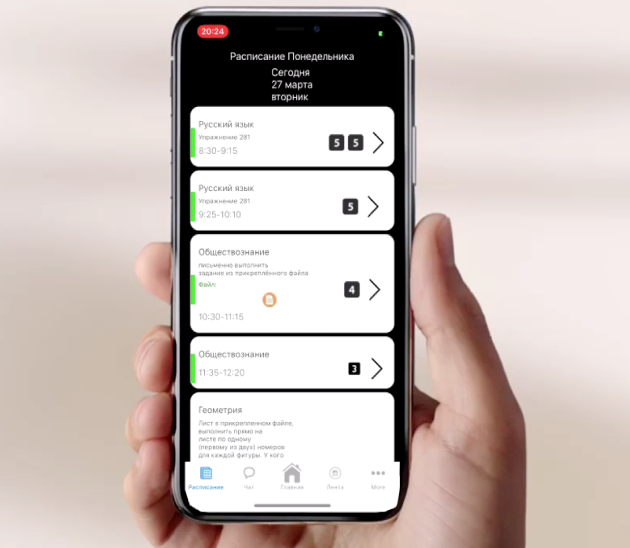 20:24
Расписание Понедельника
Сегодня
27 марта
вторник
Русский язык
Упражнение 281
8:30-9:15
5 5
Русский язык
Упражнение 281
9:25-10:10
5
Обществознание
письменно выполнить
задание из прикреплённого файла
Файл:
10:30-11:15
4
Обществознание
11:35-12:20
3
Геометрия
Лист в прикрепленном файле,
выполнить прямо на
листе по одному
(первому из двух) номеров
для каждой фигуры. У кого
Расписание
Чат
Главная
Лента
More